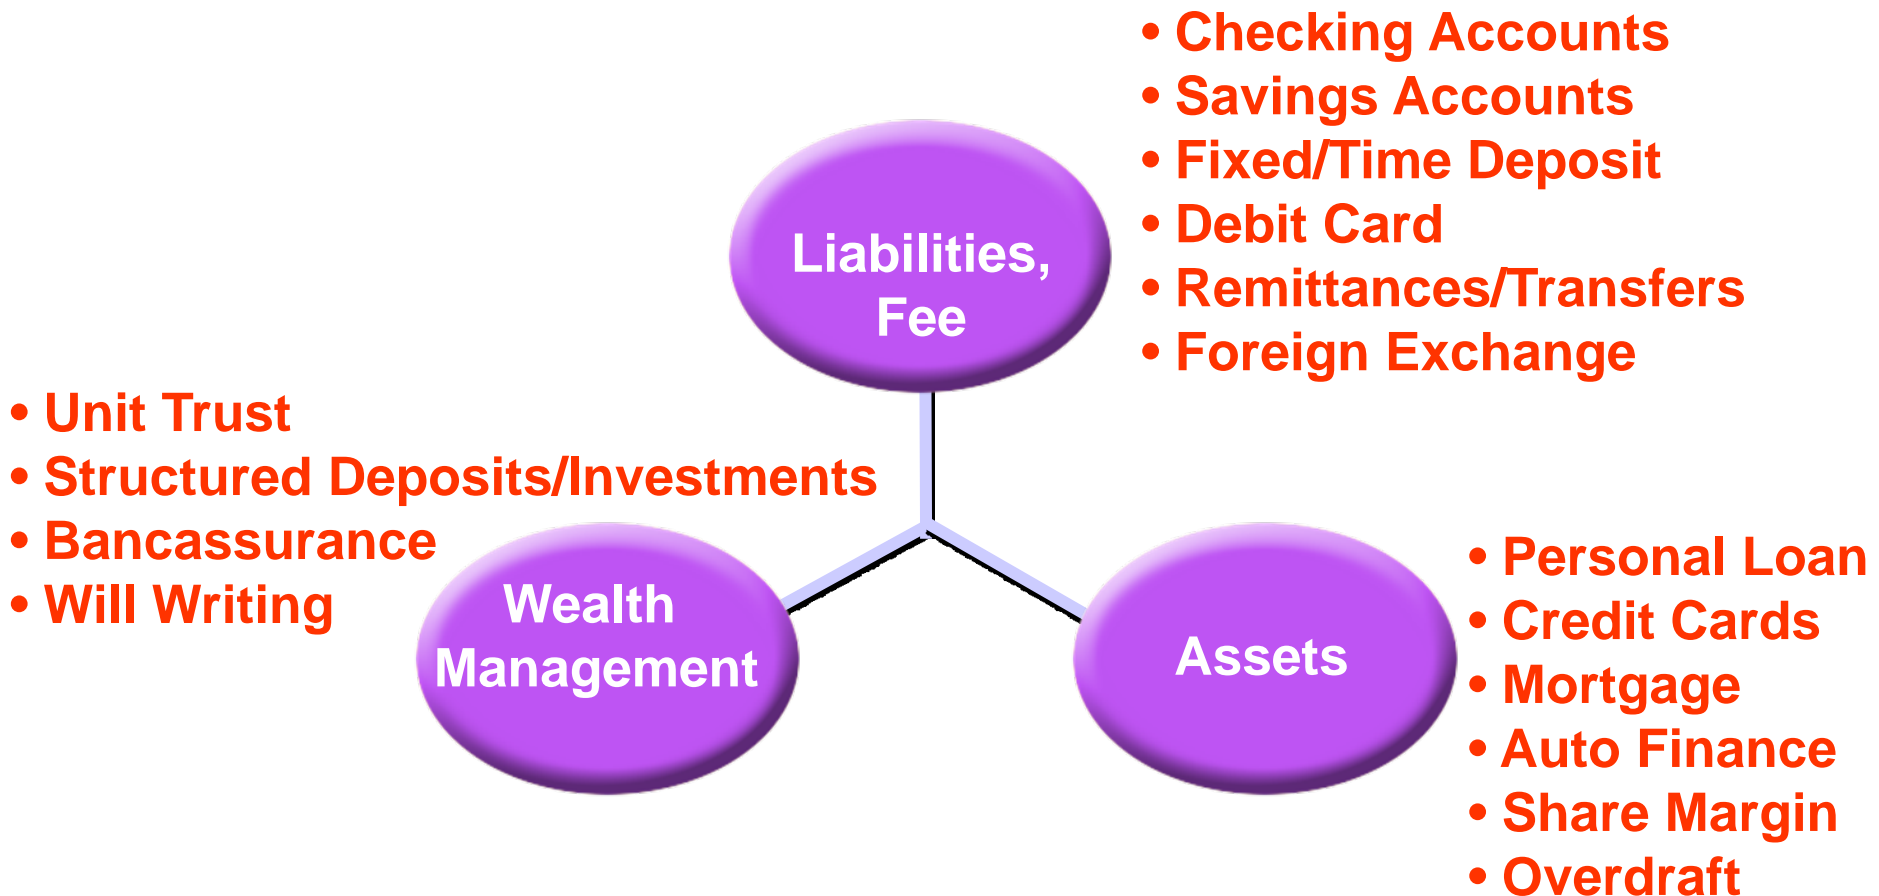 • Checking Accounts
• Savings Accounts
• Fixed/Time Deposit
• Debit Card
• Remittances/Transfers
• Foreign Exchange
Liabilities,
Fee
• Unit Trust
• Structured Deposits/Investments
• Bancassurance
• Will Writing
Wealth
Management
Assets
• Personal Loan
• Credit Cards
• Mortgage
• Auto Finance
• Share Margin
• Overdraft